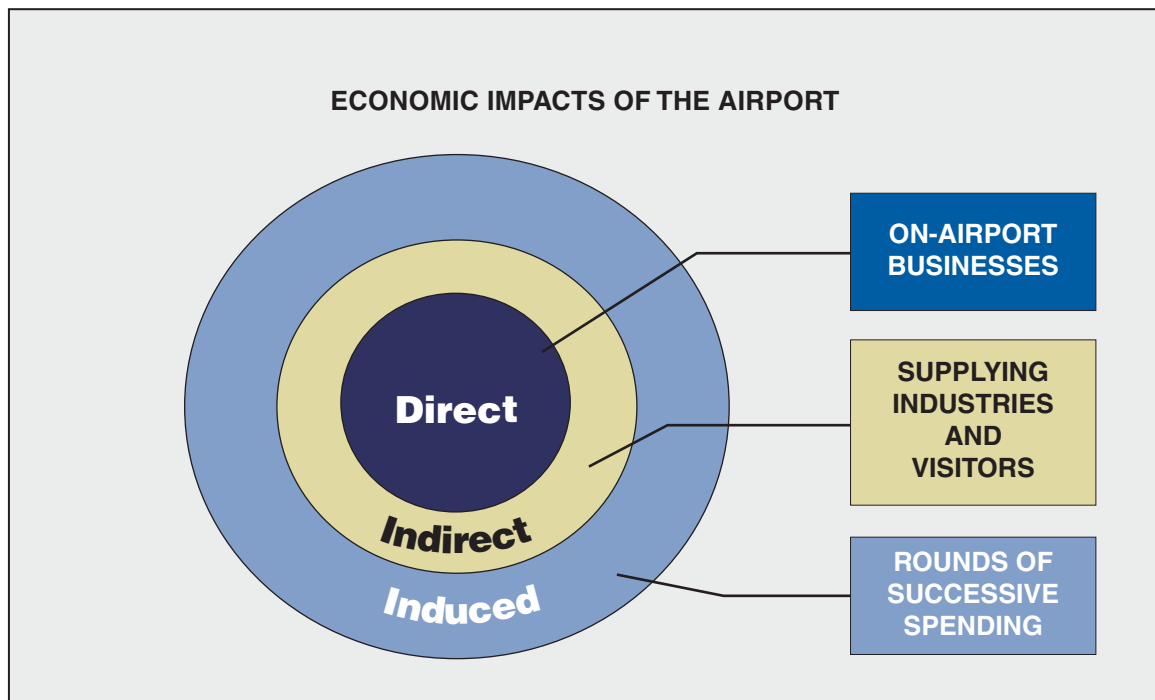 ECONOMIC IMPACTS OF THE AIRPORT
ON-AIRPORT
BUSINESSES
SUPPLYING
INDUSTRIES
AND
VISITORS
ROUNDS OF
SUCCESSIVE
SPENDING
Direct
Indirect
Induced